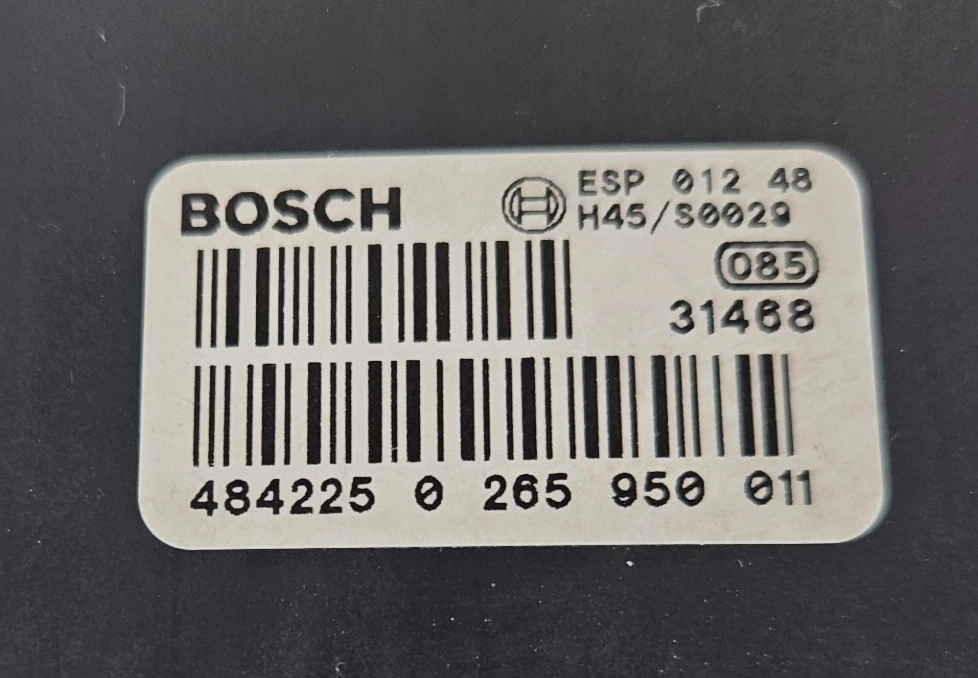 BOSCH
ESP 012 48
H45/S0029
085
31468
484225 0 265 950 011